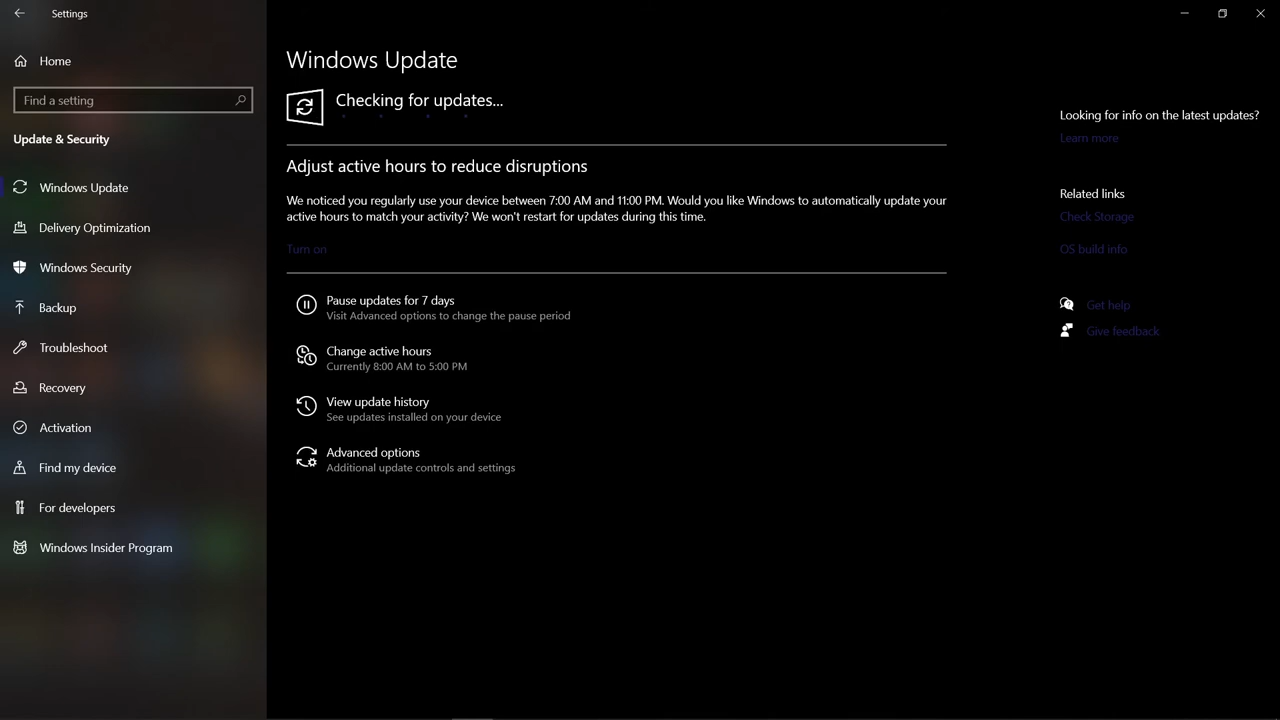 Settings
Home
Find a setting
Update & Security
Windows Update
Delivery Optimization
Windows Security
Backup
Troubleshoot
Recovery
Activation
Find my device
For developers
Windows Insider Program
Windows Update
Checking for updates...
Adjust active hours to reduce disruptions
We noticed you regularly use your device between 7:00 AM and 11:00 PM. Would you like Windows to automatically update your
active hours to match your activity? We won't restart for updates during this time.
Turn on
Pause updates for 7 days
Visit Advanced options to change the pause period
Change active hours
Currently 8:00 AM to 5:00 PM
View update history
See updates installed on your device
Advanced options
Additional update controls and settings
Looking for info on the latest updates?
Learn more
Related links
Check Storage
OS build info
Get help
Give feedback